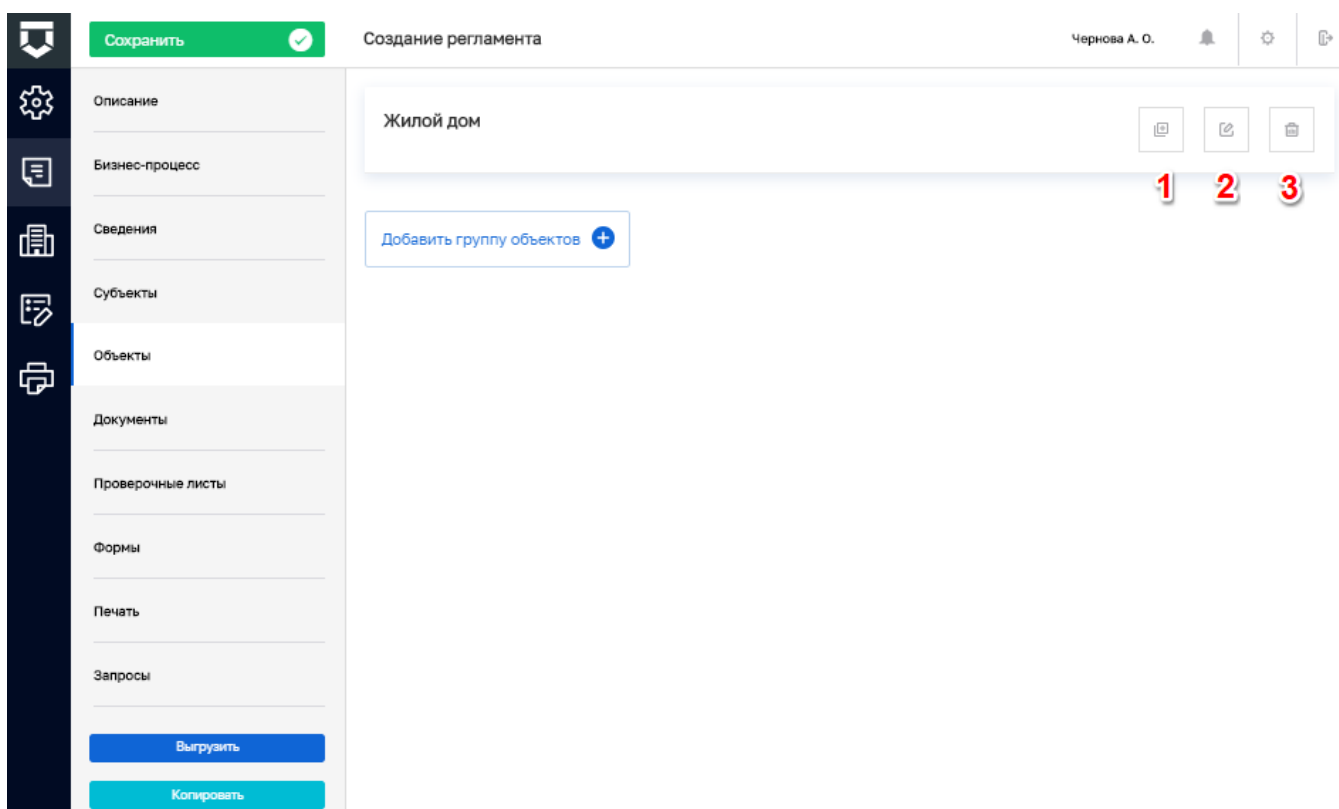 Сохранить
Создание регламента
Чернова А. О.
Описание
Бизнес-процесс
Сведения
Субъекты
Объекты
Документы
Проверочные листы
Формы
Печать
Запросы
Выгрузить
Копировать
Жилой дом
1 2 3
Добавить группу объектов